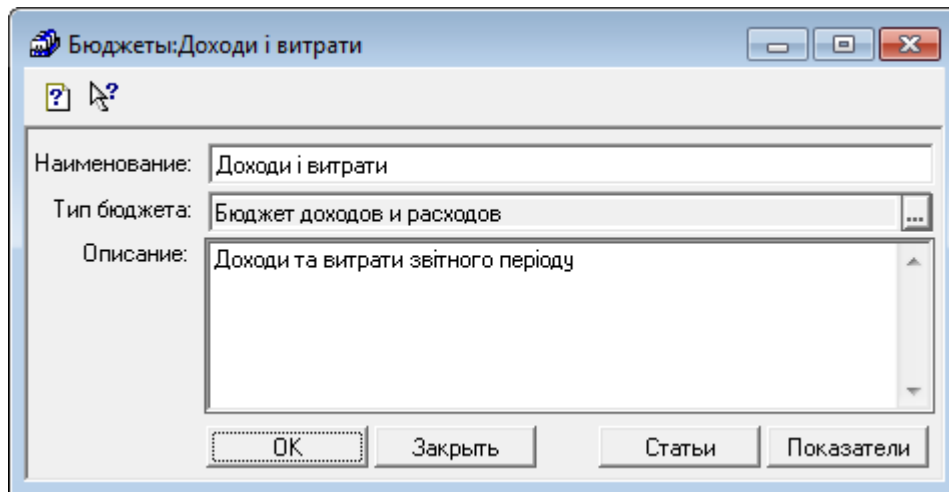 Бюджеты:Доходи і витрати
Наименование: Доходи і витрати
Тип бюджета: Бюджет доходов и расходов ...
Описание: Доходи та витрати звітного періоду
OK Закрыть Статьи Показатели